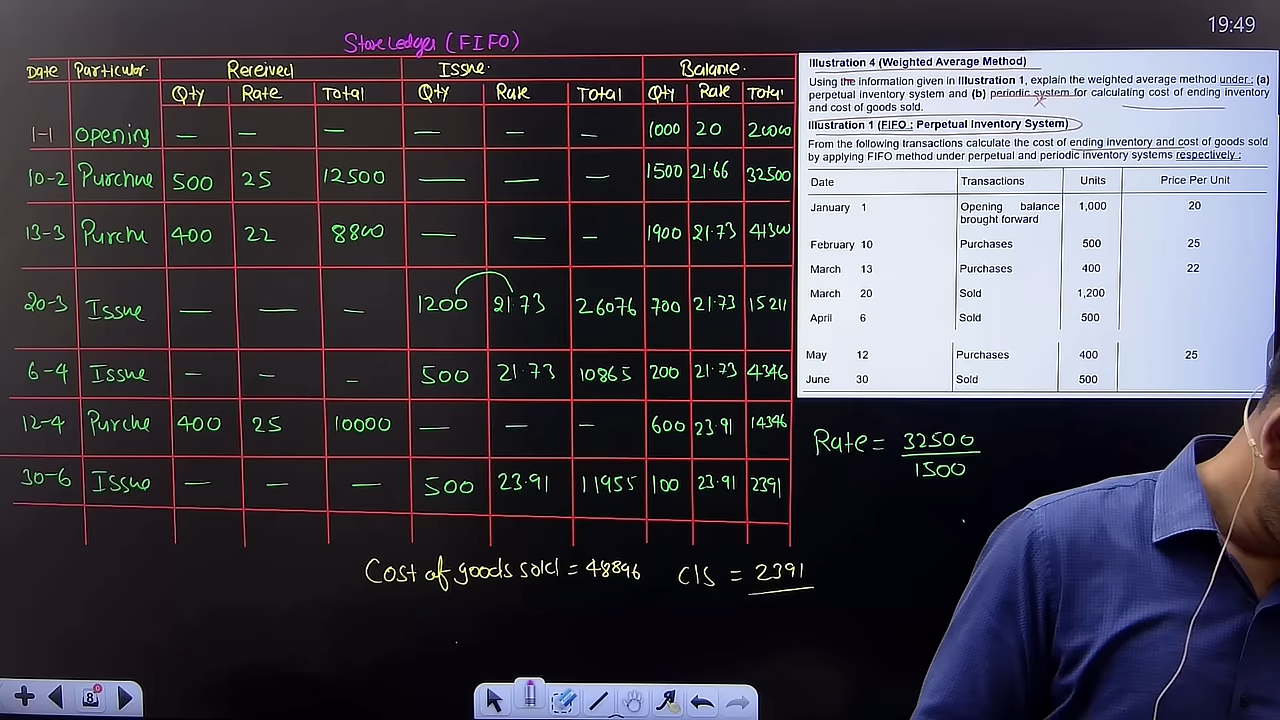 19:49
Store Ledger (FIFO)
Date Particular Received Issue Balance
Qty Rate Total Qty Rate Total Qty Rate Total
1-1 opening — — — — — — 1000 20 20000
10-2 Purchase 500 25 12500 — — — 1500 21.66 32500
13-3 Purche 400 22 8800 — — — 1900 21.73 41300
20-3 Issue — — — 1200 21.73 26076 700 21.73 15211
6-4 Issue — — — 500 21.73 10865 200 21.73 4346
12-4 Purche 400 25 10000 — — — 600 23.91 14346
30-6 Issue — — — 500 23.91 11955 100 23.91 2391
Cost of goods sold = 48896 CIS = 2391
Illustration 4 (Weighted Average Method)
Using the information given in Illustration 1, explain the weighted average method under : (a)
perpetual inventory system and (b) periodic system for calculating cost of ending inventory
and cost of goods sold.
Illustration 1 (FIFO : Perpetual Inventory System)
From the following transactions calculate the cost of ending inventory and cost of goods sold
by applying FIFO method under perpetual and periodic inventory systems respectively :
Date Transactions Units Price Per Unit
January 1 Opening balance 1,000 20
brought forward
February 10 Purchases 500 25
March 13 Purchases 400 22
March 20 Sold 1,200
April 6 Sold 500
May 12 Purchases 400 25
June 30 Sold 500
Rate = 32500
1500
8